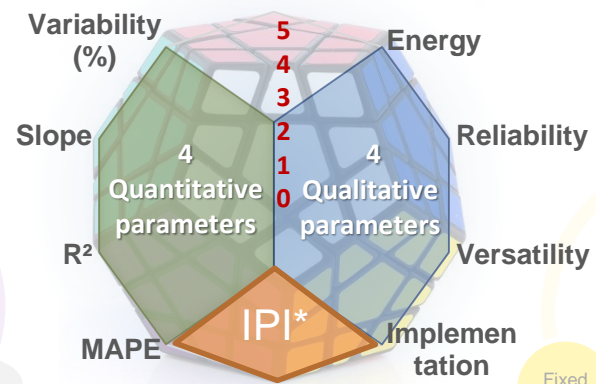 Variability
(%)
Slope
R²
MAPE
5
4
3
2
1
0
4
Quantitative
parameters
4
Qualitative
parameters
IPI*
Energy
Reliability
Versatility
Implemen
tation
Fixed